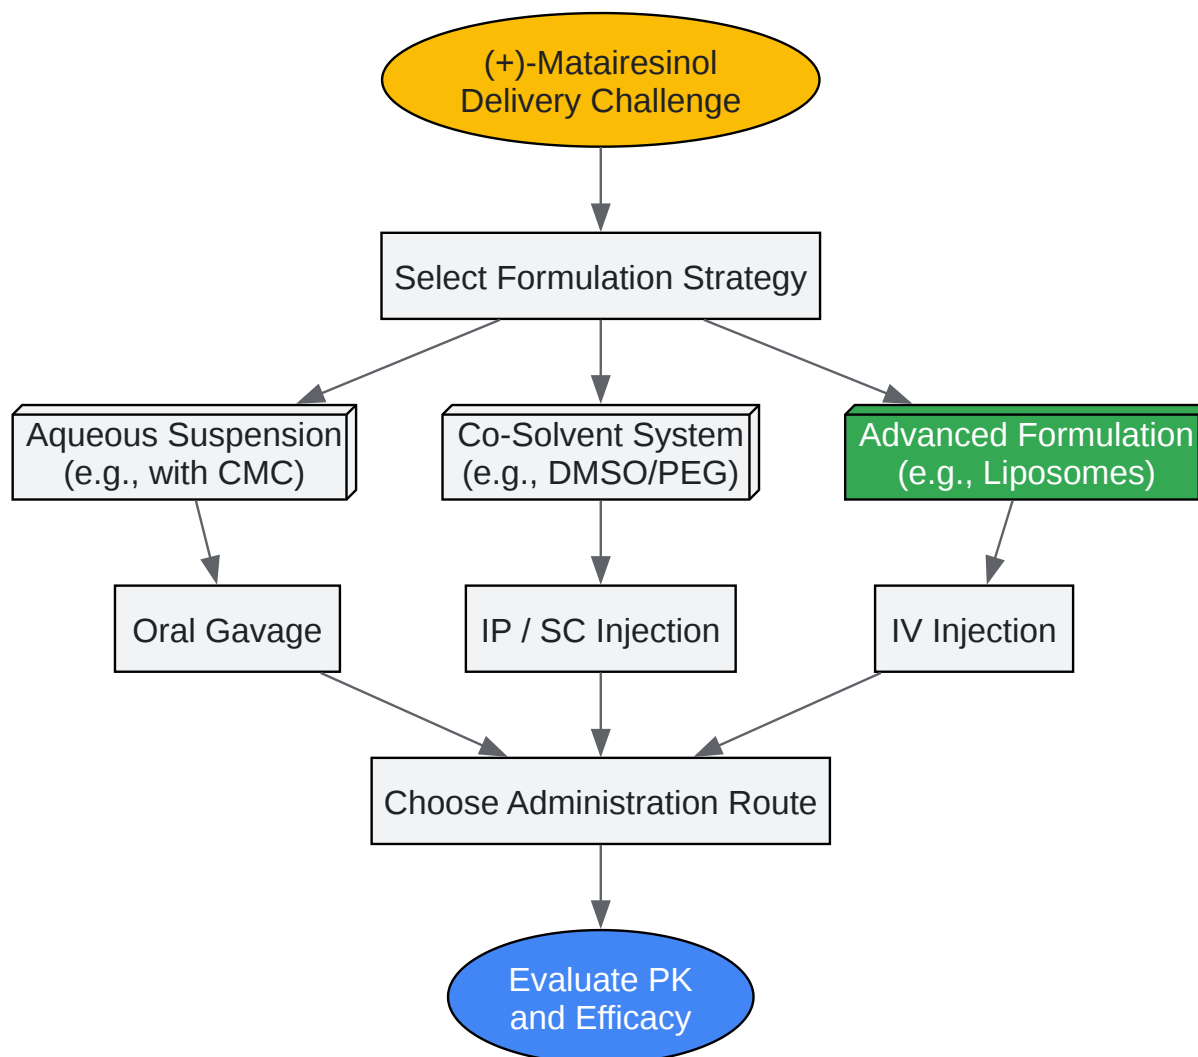 (+)-Matairesinol
Delivery Challenge
Select Formulation Strategy
Aqueous Suspension
(e.g., with CMC)
Co-Solvent System
(e.g., DMSO/PEG)
Advanced Formulation
(e.g., Liposomes)
Oral Gavage
IP / SC Injection
IV Injection
Choose Administration Route
Evaluate PK
and Efficacy